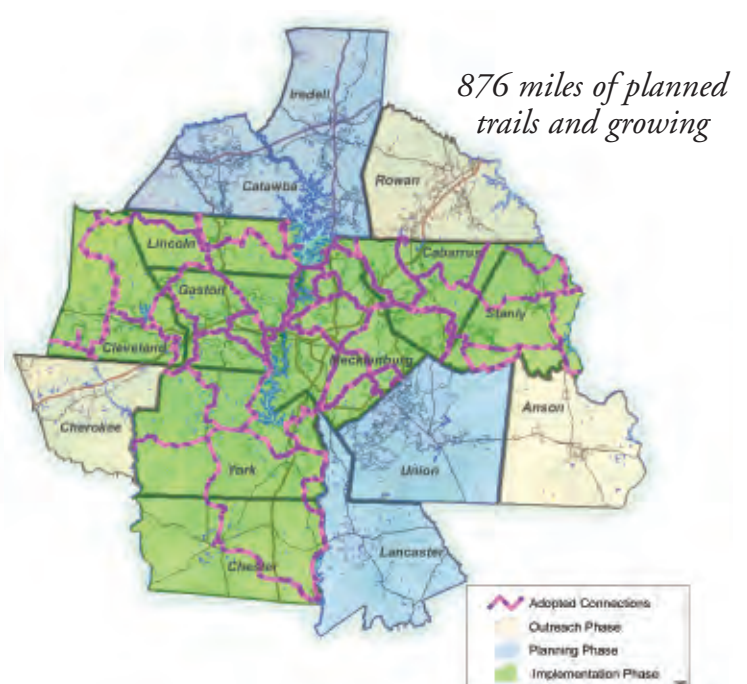 876 miles of planned
trails and growing
Iredell
Catawba
Rowan
Lincoln
Cabarrus
Gaston
Stanly
Cleveland
Mecklenburg
Anson
Cherokee
York
Union
Lancaster
Chester
Adopted Connections
Outreach Phase
Planning Phase
Implementation Phase